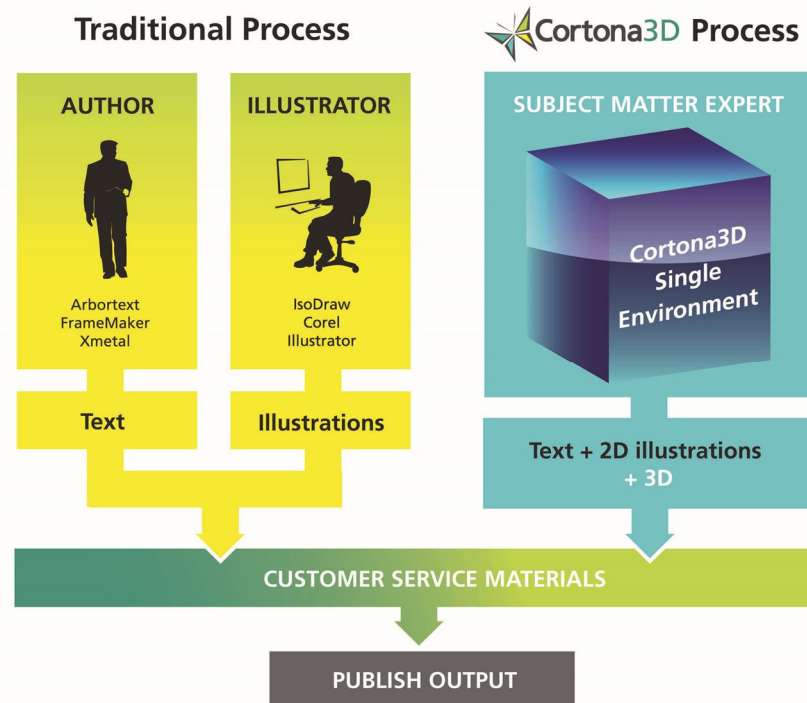 Traditional Process
AUTHOR
Arbortext
FrameMaker
Xmetal
Text
ILLUSTRATOR
IsoDraw
Corel
Illustrator
Illustrations
Cortona3D Process
SUBJECT MATTER EXPERT
Cortona3D
Single
Environment
Text + 2D illustrations
+ 3D
CUSTOMER SERVICE MATERIALS
PUBLISH OUTPUT